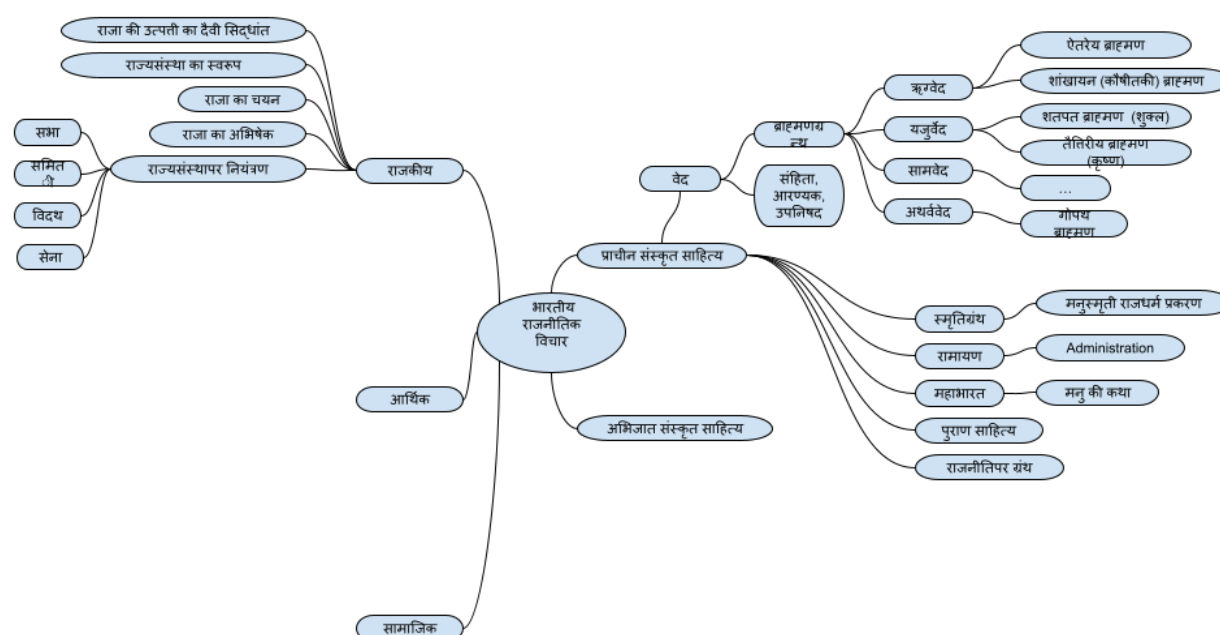 राजा की उत्पती का दैवी सिद्धांत
राज्यसंस्था का स्वरूप
राजा का चयन
राजा का अभिषेक
राज्यसंस्थापर नियंत्रण
सभा
समित
ी
विदथ
सेना
राजकीय
आर्थिक
सामाजिक
भारतीय
राजनीतिक
विचार
प्राचीन संस्कृत साहित्य
अभिजात संस्कृत साहित्य
वेद
ब्राह्मणग्र
न्थ
संहिता,
आरण्यक,
उपनिषद
ऋग्वेद
यजुर्वेद
सामवेद
अथर्ववेद
ऐतरेय ब्राह्मण
शांखायन (कौषीतकी) ब्राह्मण
शतपत ब्राह्मण (शुक्ल)
तैत्तिरीय ब्राह्मण
(कृष्ण)
...
गोपथ
ब्राह्मण
स्मृतिग्रंथ
रामायण
महाभारत
पुराण साहित्य
राजनीतिपर ग्रंथ
मनुस्मृती राजधर्म प्रकरण
Administration
मनु की कथा